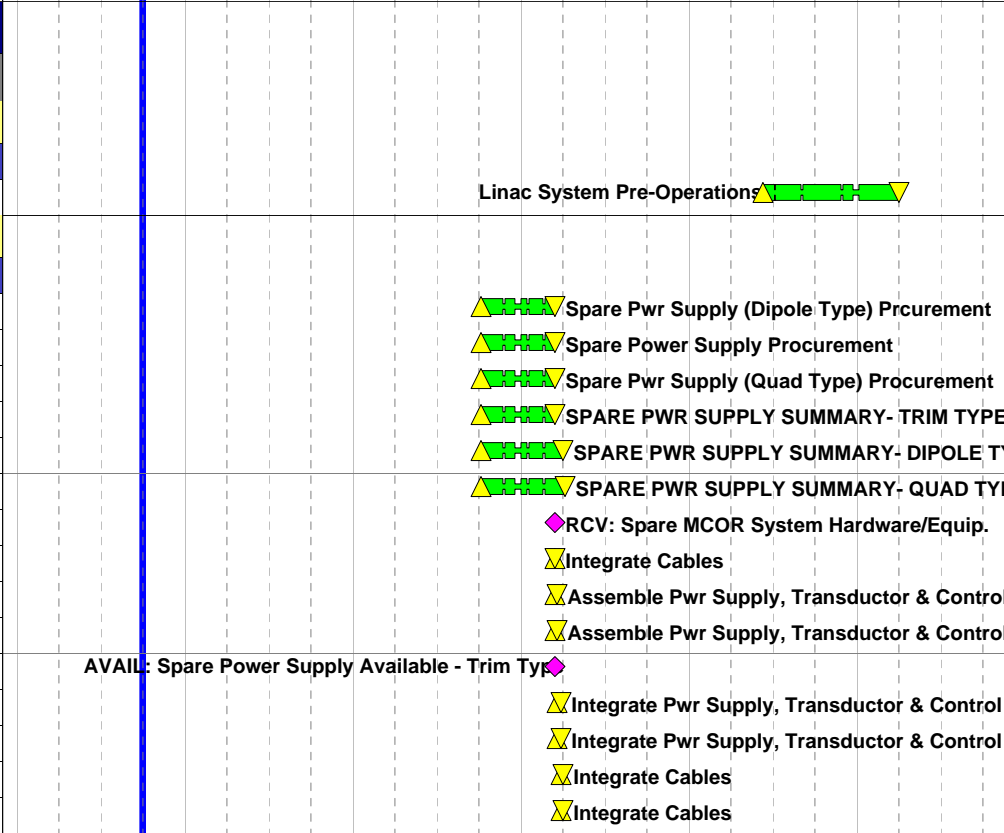 Linac System Pre-Operations
Spare Pwr Supply (Dipole Type) Prcurement
Spare Power Supply Procurement
Spare Pwr Supply (Quad Type) Procurement
SPARE PWR SUPPLY SUMMARY- TRIM TYPE
SPARE PWR SUPPLY SUMMARY- DIPOLE TY
SPARE PWR SUPPLY SUMMARY- QUAD TYP
RCV: Spare MCOR System Hardware/Equip.
Integrate Cables
Assemble Pwr Supply, Transductor & Control
Assemble Pwr Supply, Transductor & Control
AVAIL: Spare Power Supply Available - Trim Type
Integrate Pwr Supply, Transductor & Control
Integrate Pwr Supply, Transductor & Control
Integrate Cables
Integrate Cables